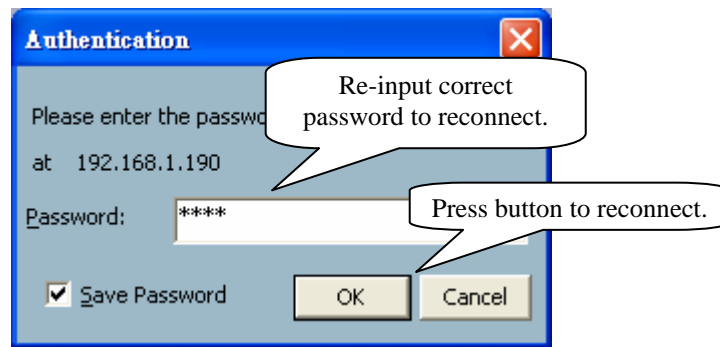 Authentication
Re-input correct
password to reconnect.
Please enter the passwo
at 192.168.1.190
Password: ****
Press button to reconnect.
Save Password
OK
Cancel